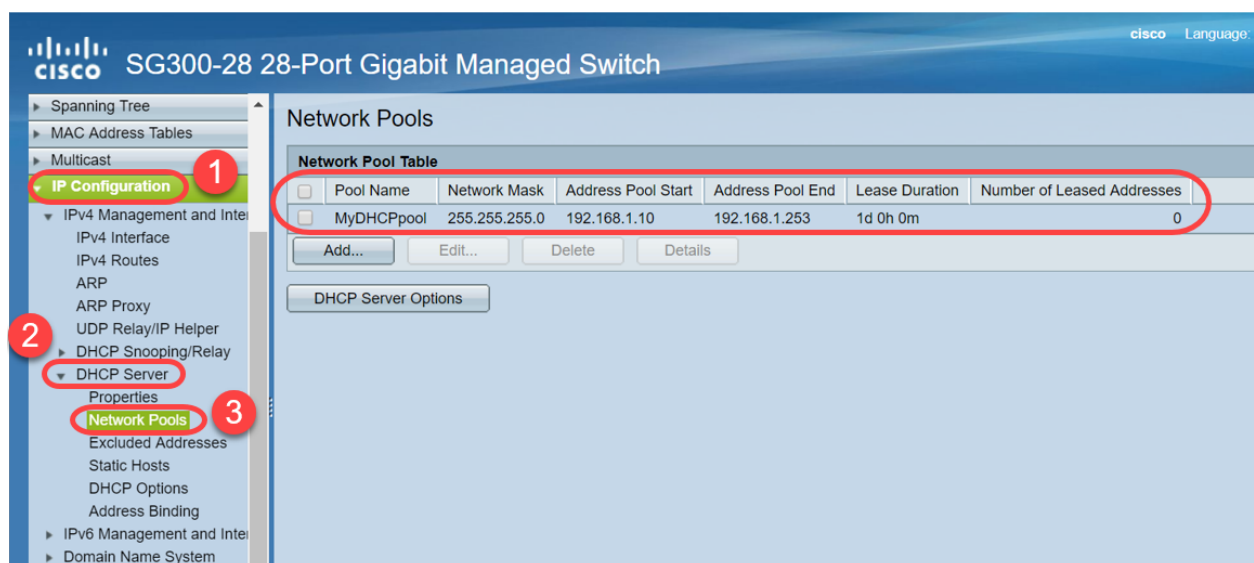 cisco Language:
CISCO SG300-28 28-Port Gigabit Managed Switch
Spanning Tree
MAC Address Tables
Multicast
IP Configuration
1
IPv4 Management and Inte
IPv4 Interface
IPv4 Routes
ARP
ARP Proxy
UDP Relay/IP Helper
2
DHCP Snooping/Relay
DHCP Server
Properties
Network Pools
3
Excluded Addresses
Static Hosts
DHCP Options
Address Binding
IPv6 Management and Inte
Domain Name System
Network Pools
Network Pool Table
Pool Name Network Mask Address Pool Start Address Pool End Lease Duration Number of Leased Addresses
MyDHCPpool 255.255.255.0 192.168.1.10 192.168.1.253 1d 0h 0m 0
Add... Edit... Delete Details
DHCP Server Options